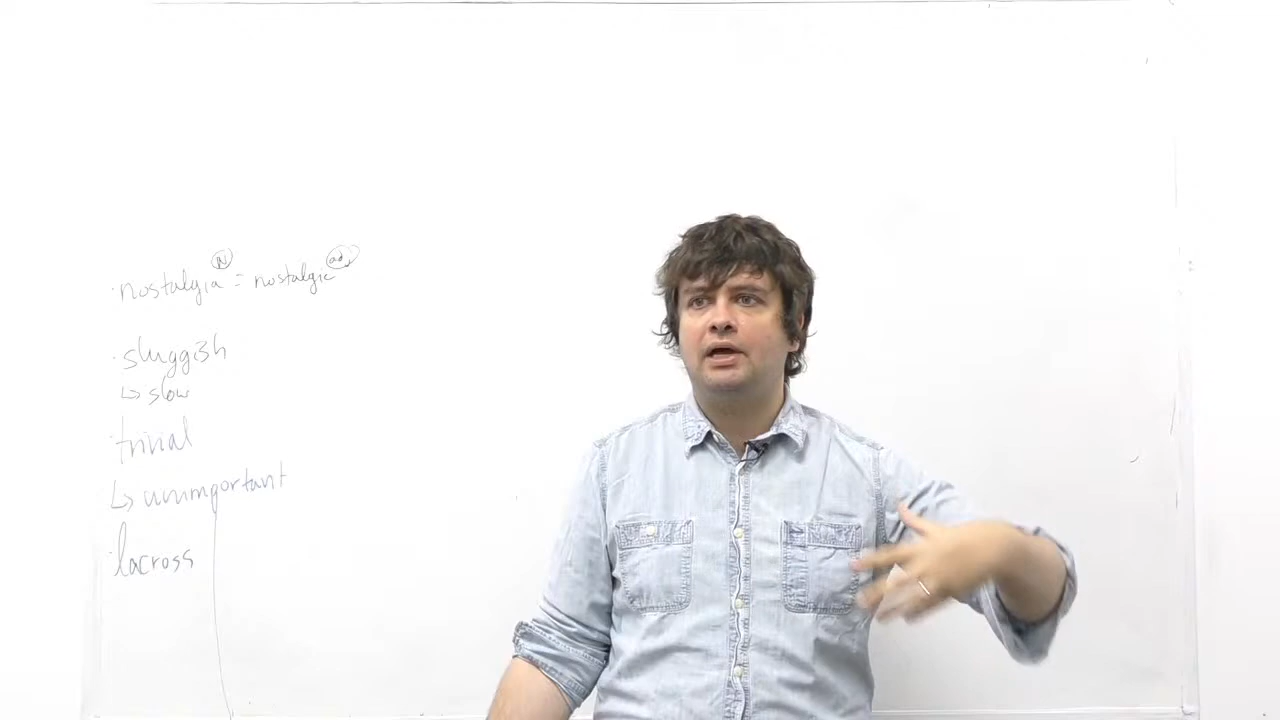 · nostalgia (N) = nostalgic (adj)
· sluggish
↳ slow
· trivial
↳ unimportant
· lacross